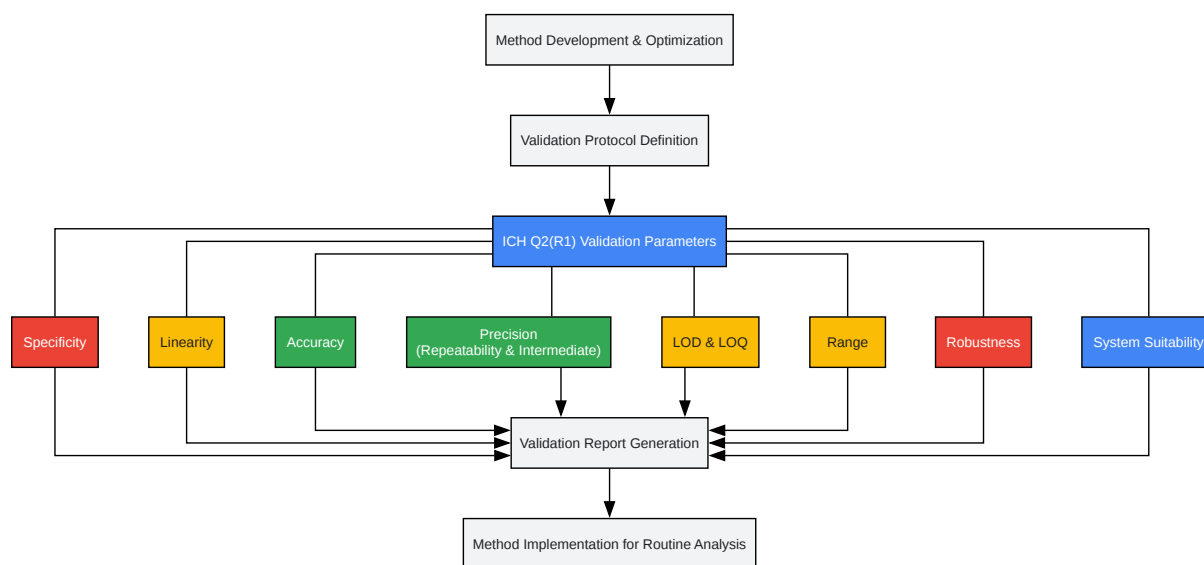 Method Development & Optimization
Validation Protocol Definition
ICH Q2(R1) Validation Parameters
Specificity
Linearity
Accuracy
Precision
(Repeatability & Intermediate)
LOD & LOQ
Range
Robustness
System Suitability
Validation Report Generation
Method Implementation for Routine Analysis